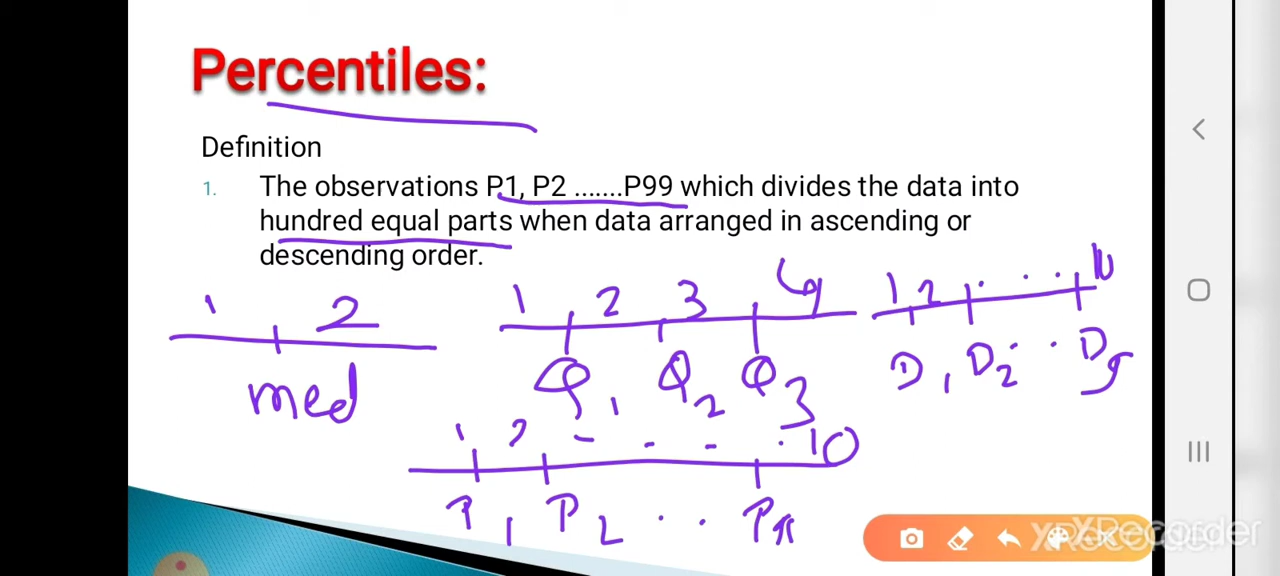 Percentiles:
Definition
1. The observations P1, P2 .......P99 which divides the data into
hundred equal parts when data arranged in ascending or
descending order.
1 2
med
1 2 3 4
Q1 Q2 Q3
1 2 . . . 10
D1 D2 . . D9
1 2 - - - . 10
P1 P2 . .
XRecorder